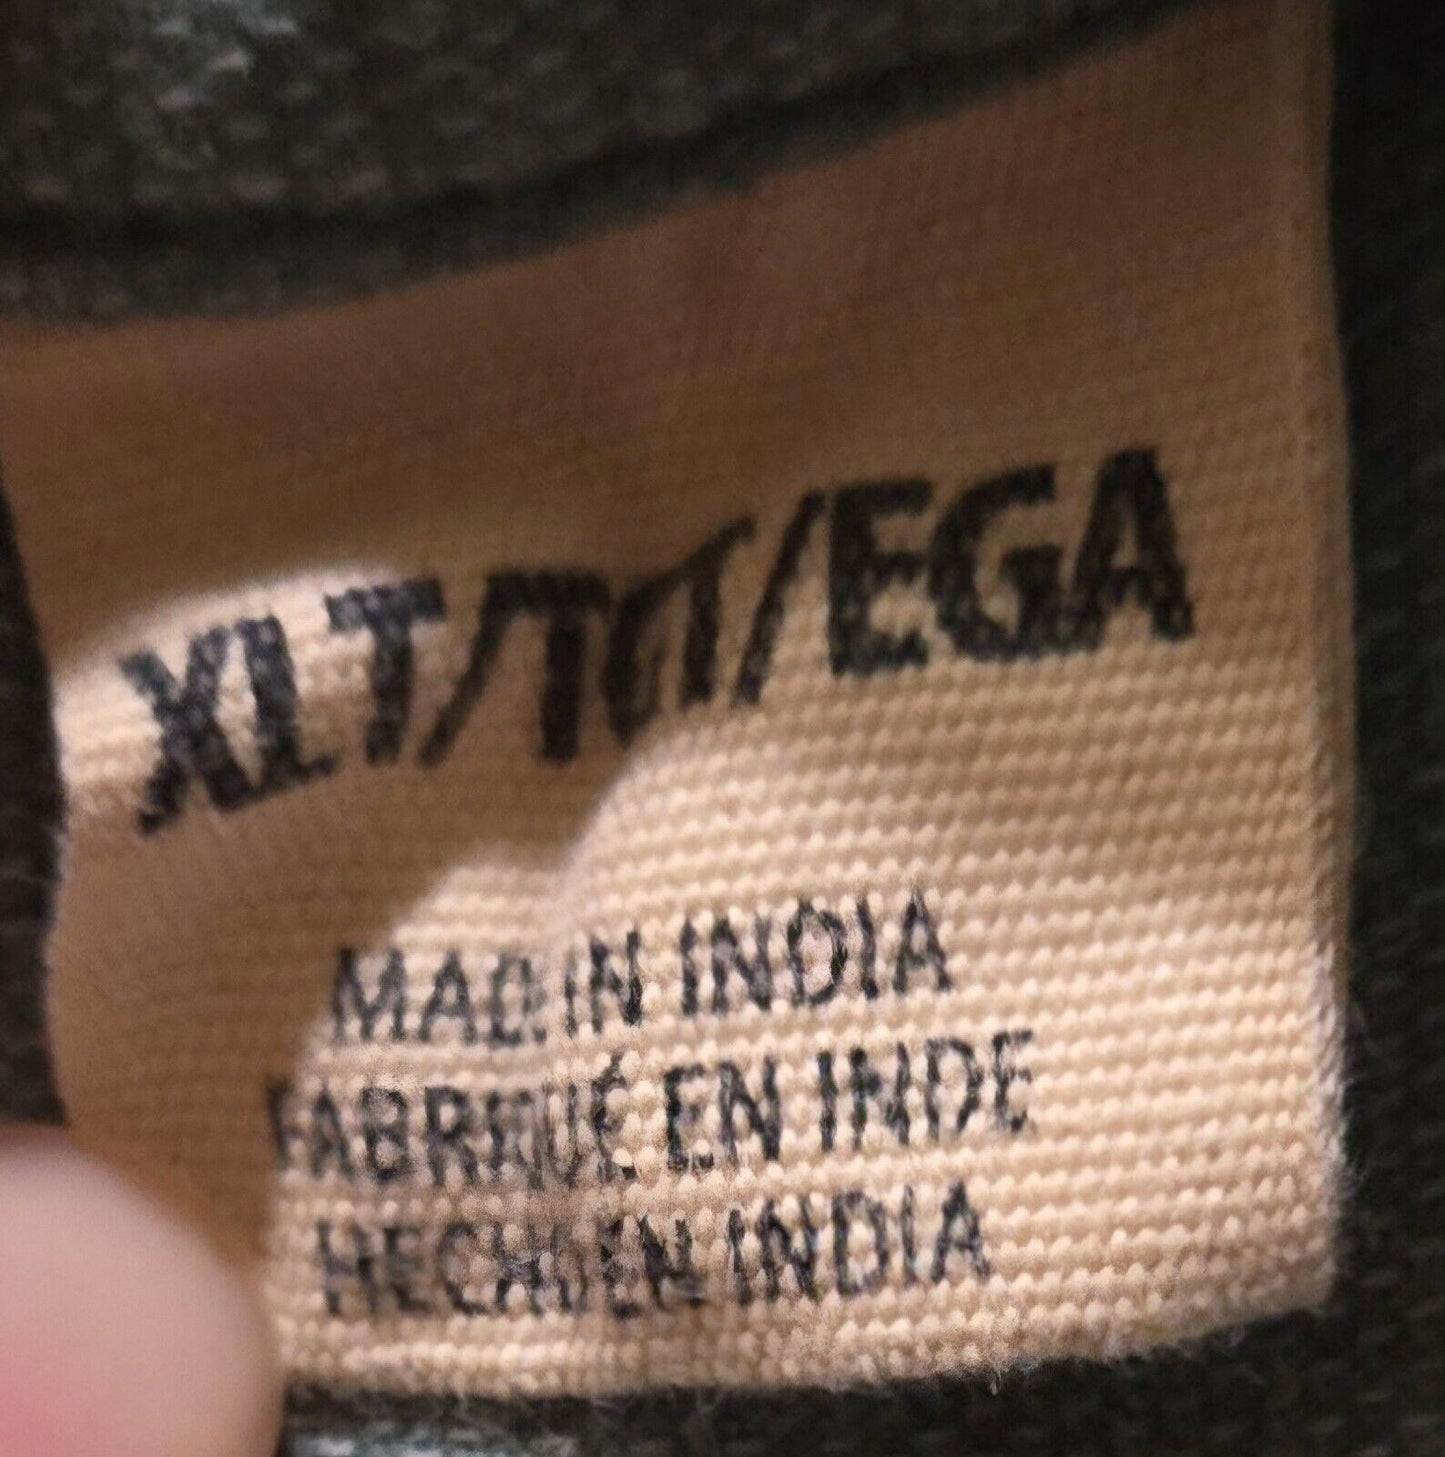 XLT/TGT/EGA
MADE IN INDIA
FABRIQUÉ EN INDE
HECHO EN INDIA